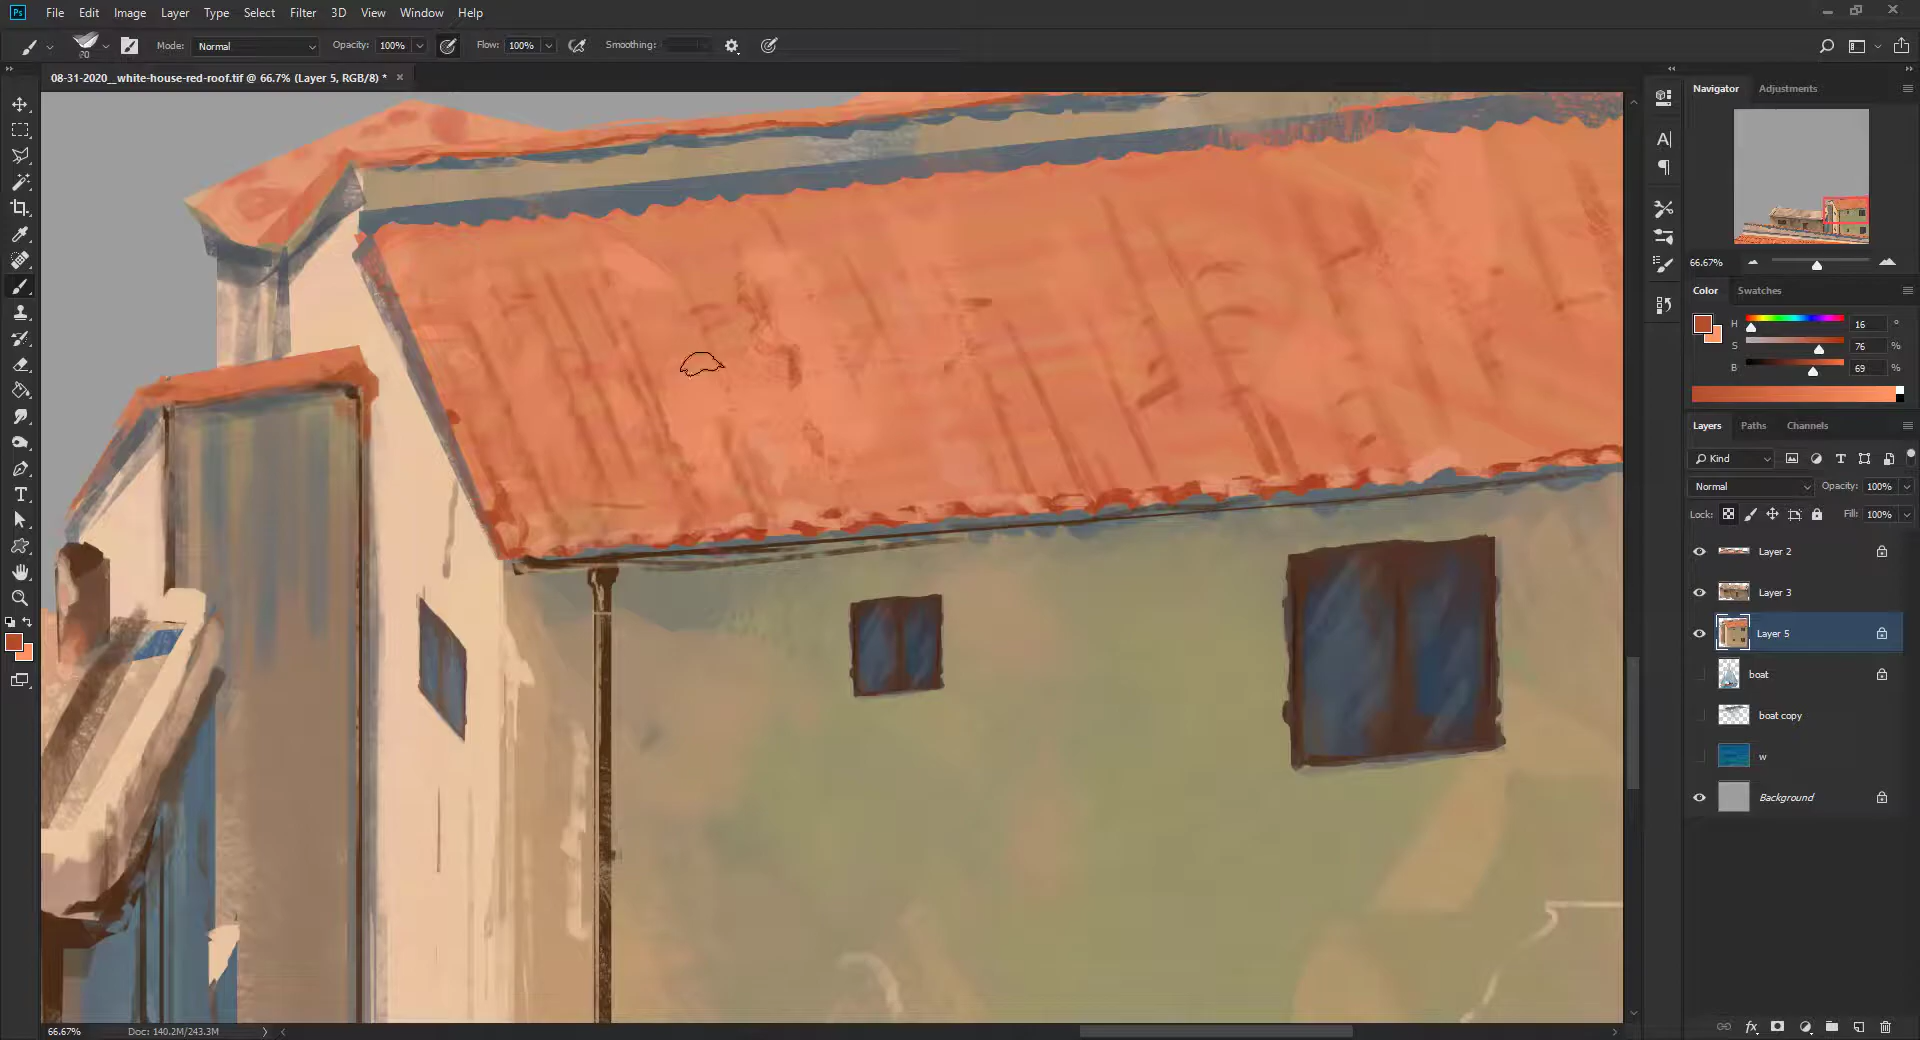 Ps File Edit Image Layer Type Select Filter 3D View Window Help
20 Mode: Normal Opacity: 100% Flow: 100% Smoothing:
08-31-2020__white-house-red-roof.tif @ 66.7% (Layer 5, RGB/8) *
Navigator Adjustments
66.67%
Color Swatches
H 16 °
S 76 %
B 69 %
Layers Paths Channels
Kind
Normal Opacity: 100%
Lock: Fill: 100%
Layer 2
Layer 3
Layer 5
boat
boat copy
w
Background
66.67% Doc: 140.2M/243.3M